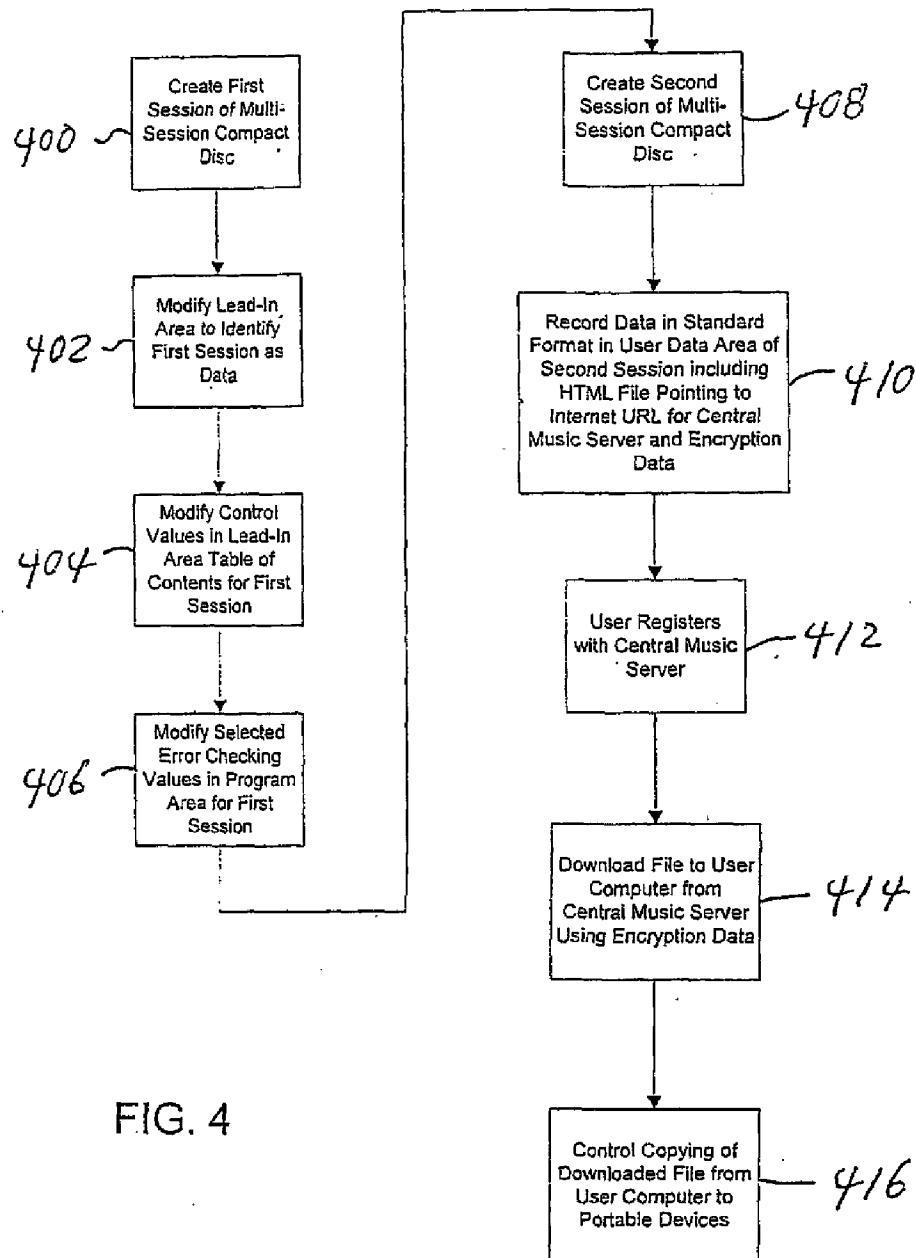 Create First
Session of Multi-
Session Compact
Disc
400
Modify Lead-In
Area to Identify
First Session as
Data
402
Modify Control
Values in Lead-In
Area Table of
Contents for First
Session
404
Modify Selected
Error Checking
Values in Program
Area for First
Session
406
Create Second
Session of Multi-
Session Compact
Disc
408
Record Data in Standard
Format in User Data Area of
Second Session including
HTML File Pointing to
Internet URL for Central
Music Server and Encryption
Data
410
User Registers
with Central Music
Server
412
Download File to User
Computer from
Central Music Server
Using Encryption Data
414
Control Copying of
Downloaded File from
User Computer to
Portable Devices
416
FIG. 4